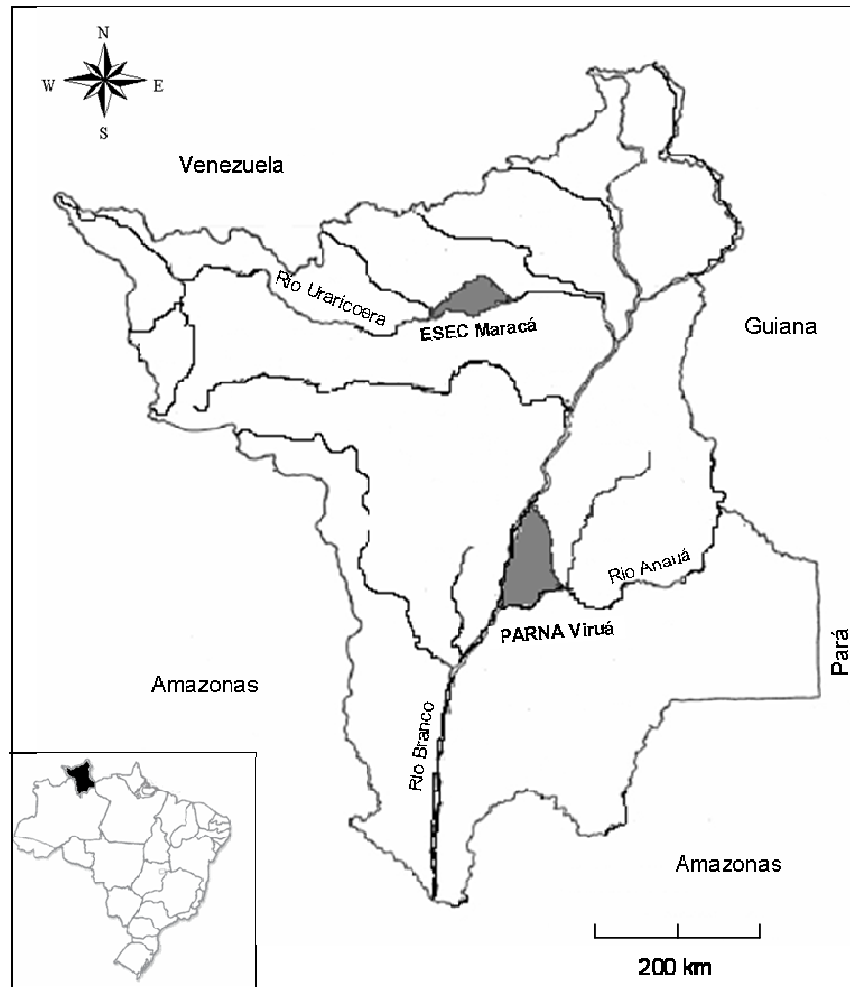 N
W E
S
Venezuela
Rio Uraricoera
ESEC Maracá
Guiana
Rio Anauá
PARNA Viruá
Pará
Amazonas
Rio Branco
Amazonas
200 km